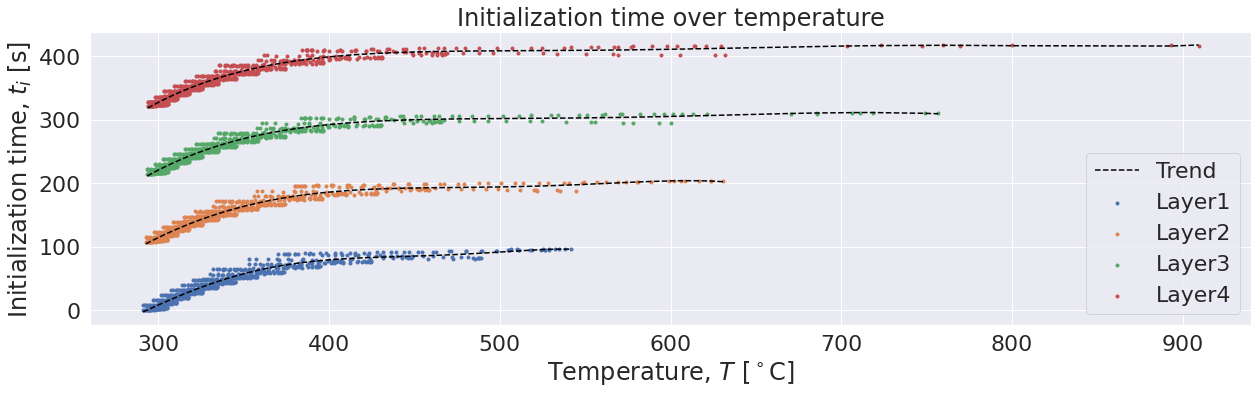 Initialization time over temperature
Initialization time, t_i [s]
400
300
200
100
0
300 400 500 600 700 800 900
Temperature, T [°C]
Trend
Layer1
Layer2
Layer3
Layer4